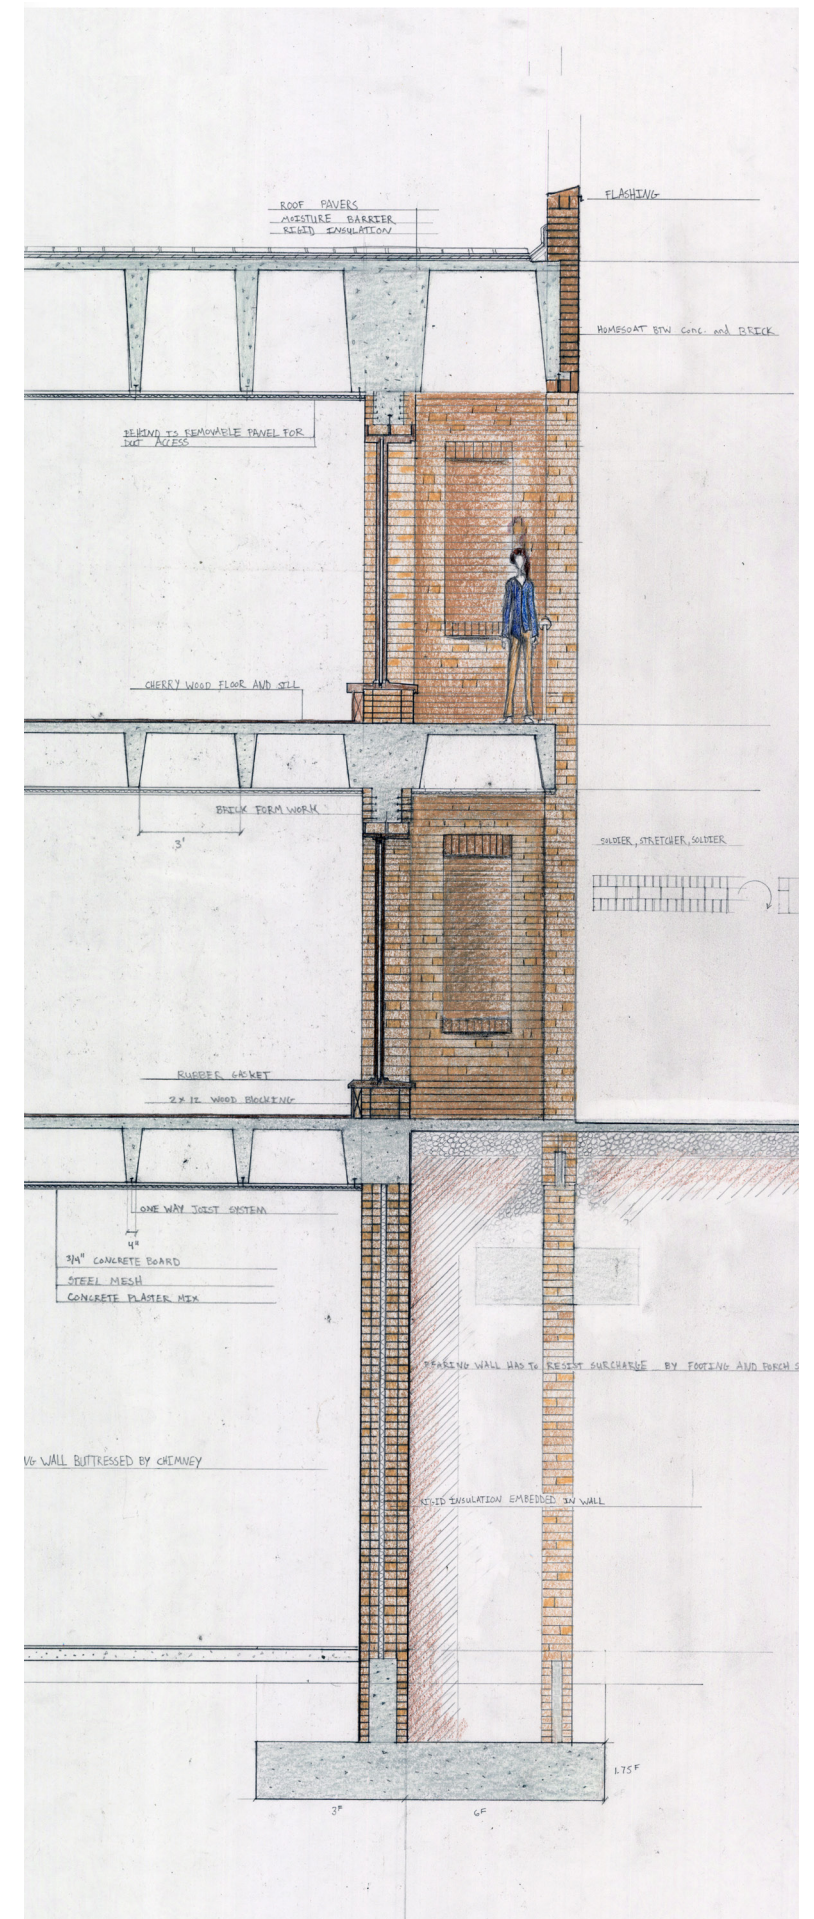 FLASHING
ROOF PAVERS
MOISTURE BARRIER
RIGID INSULATION
HOMESOAT BTW Conc. and BRICK
BEHIND IS REMOVABLE PANEL FOR
DUCT ACCESS
CHERRY WOOD FLOOR AND SILL
BRICK FORM WORK
3'
SOLDIER, STRETCHER, SOLDIER
RUBBER GASKET
2x12 WOOD BLOCKING
ONE WAY JOIST SYSTEM
4"
3/4" CONCRETE BOARD
STEEL MESH
CONCRETE PLASTER MIX
BEARING WALL HAS TO RESIST SURCHARGE BY FOOTING AND PORCH S
NG WALL BUTTRESSED BY CHIMNEY
RIGID INSULATION EMBEDDED IN WALL
1.75F
3F
6F